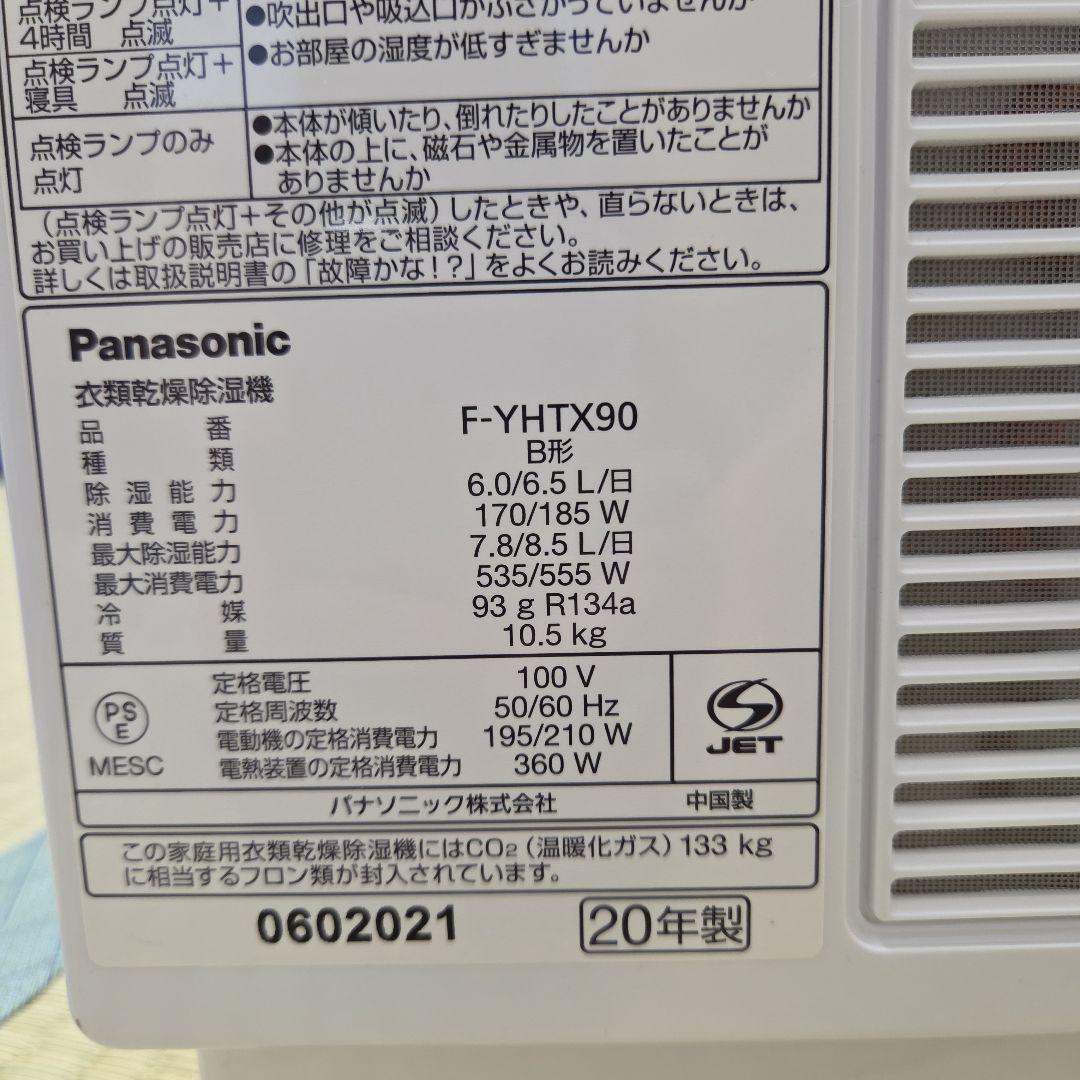 点検ランプ点灯+
4時間 点滅
●吹出口や吸込口がふさがっていませんか
●お部屋の湿度が低すぎませんか
点検ランプ点灯+
寝具 点滅
点検ランプのみ
点灯
●本体が傾いたり、倒れたりしたことがありませんか
●本体の上に、磁石や金属物を置いたことが
ありませんか
(点検ランプ点灯+その他が点滅)したときや、直らないときは、
お買い上げの販売店に修理をご相談ください。
詳しくは取扱説明書の「故障かな!?」をよくお読みください。
Panasonic
衣類乾燥除湿機
品番 F-YHTX90
種類 B形
除湿能力 6.0/6.5 L/日
消費電力 170/185 W
最大除湿能力 7.8/8.5 L/日
最大消費電力 535/555 W
冷媒 93 g R134a
質量 10.5 kg
PS
E
MESC
定格電圧 100 V
定格周波数 50/60 Hz
電動機の定格消費電力 195/210 W
電熱装置の定格消費電力 360 W
JET
パナソニック株式会社 中国製
この家庭用衣類乾燥除湿機にはCO₂(温暖化ガス)133 kg
に相当するフロン類が封入されています。
0602021 20年製